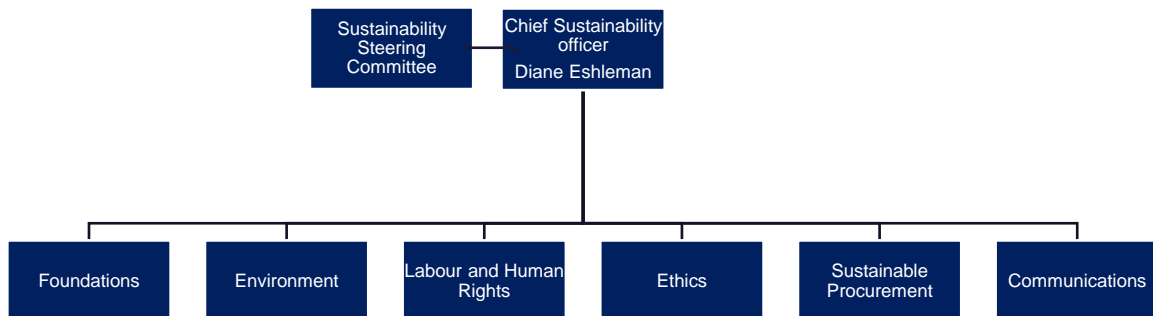 Sustainability
Steering
Committee
Chief Sustainability
officer
Diane Eshleman
Foundations
Environment
Labour and Human
Rights
Ethics
Sustainable
Procurement
Communications